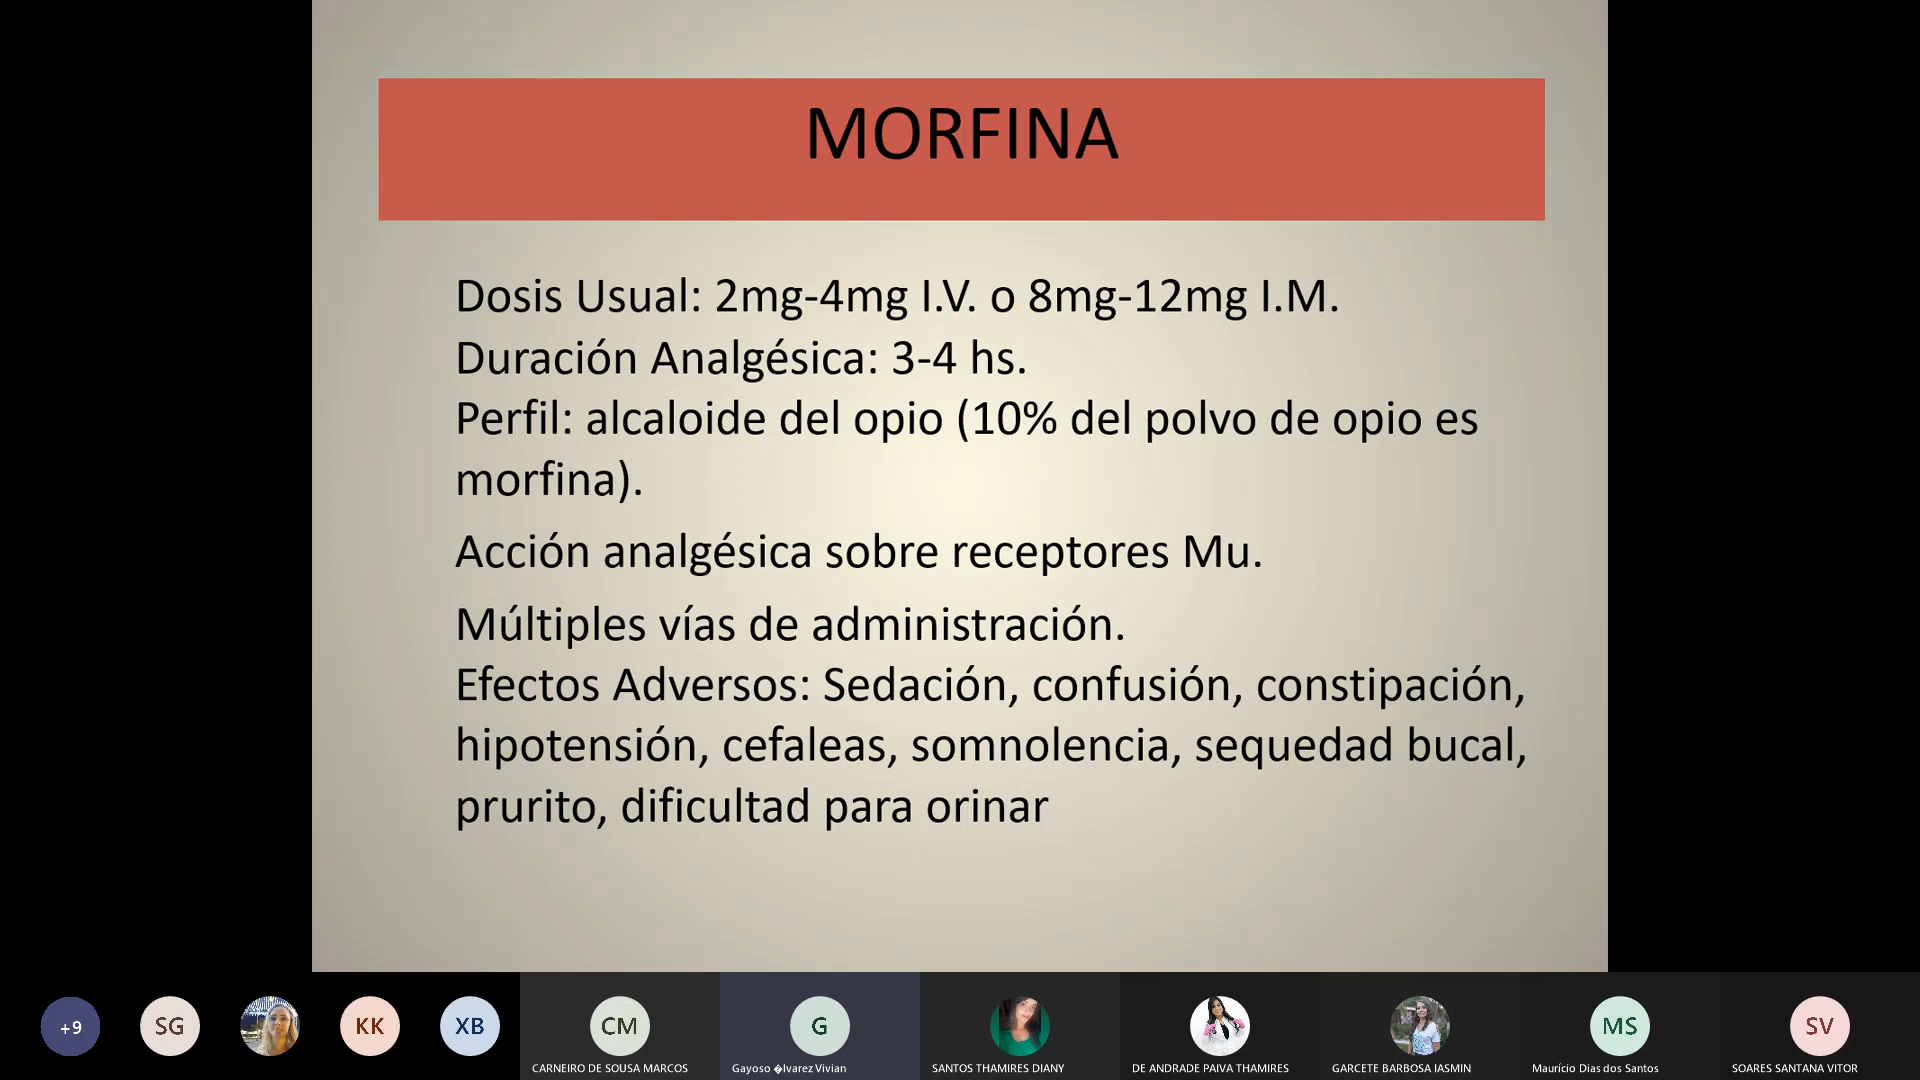 MORFINA
Dosis Usual: 2mg-4mg I.V. o 8mg-12mg I.M.
Duración Analgésica: 3-4 hs.
Perfil: alcaloide del opio (10% del polvo de opio es
morfina).
Acción analgésica sobre receptores Mu.
Múltiples vías de administración.
Efectos Adversos: Sedación, confusión, constipación,
hipotensión, cefaleas, somnolencia, sequedad bucal,
prurito, dificultad para orinar
+9
SG
KK
XB
CM
CARNEIRO DE SOUSA MARCOS
G
Gayoso �lvarez Vivian
SANTOS THAMIRES DIANY
DE ANDRADE PAIVA THAMIRES
GARCETE BARBOSA IASMIN
MS
Maurício Dias dos Santos
SV
SOARES SANTANA VITOR